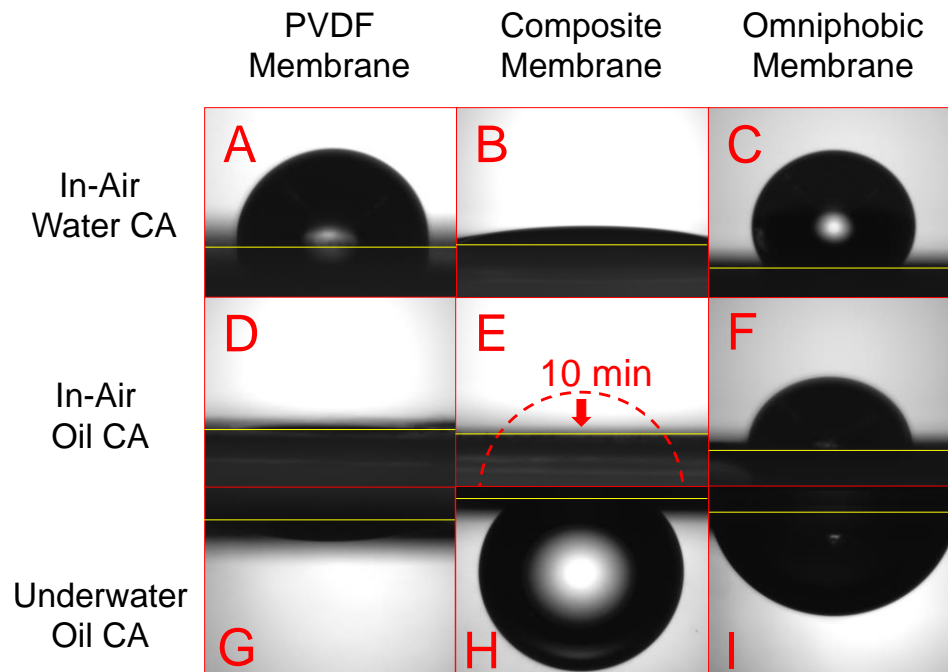 PVDF
Membrane
Composite
Membrane
Omniphobic
Membrane
In-Air
Water CA
A
B
C
In-Air
Oil CA
D
E
10 min
F
Underwater
Oil CA
G
H
I